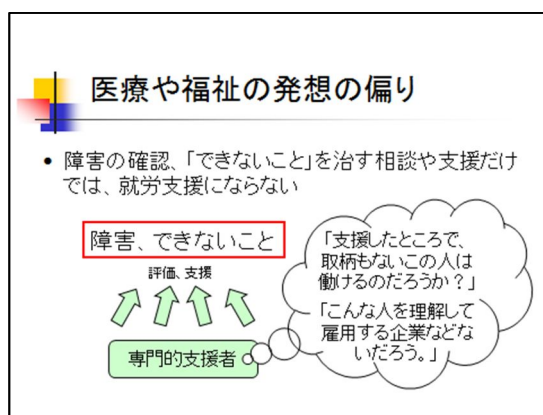 医療や福祉の発想の偏り
• 障害の確認、「できないこと」を治す相談や支援だけ
では、就労支援にならない
障害、できないこと
評価、支援
専門的支援者
「支援したところで、
取柄もないこの人は
働けるのだろうか？」
「こんな人を理解して
雇用する企業などな
いだろう。」